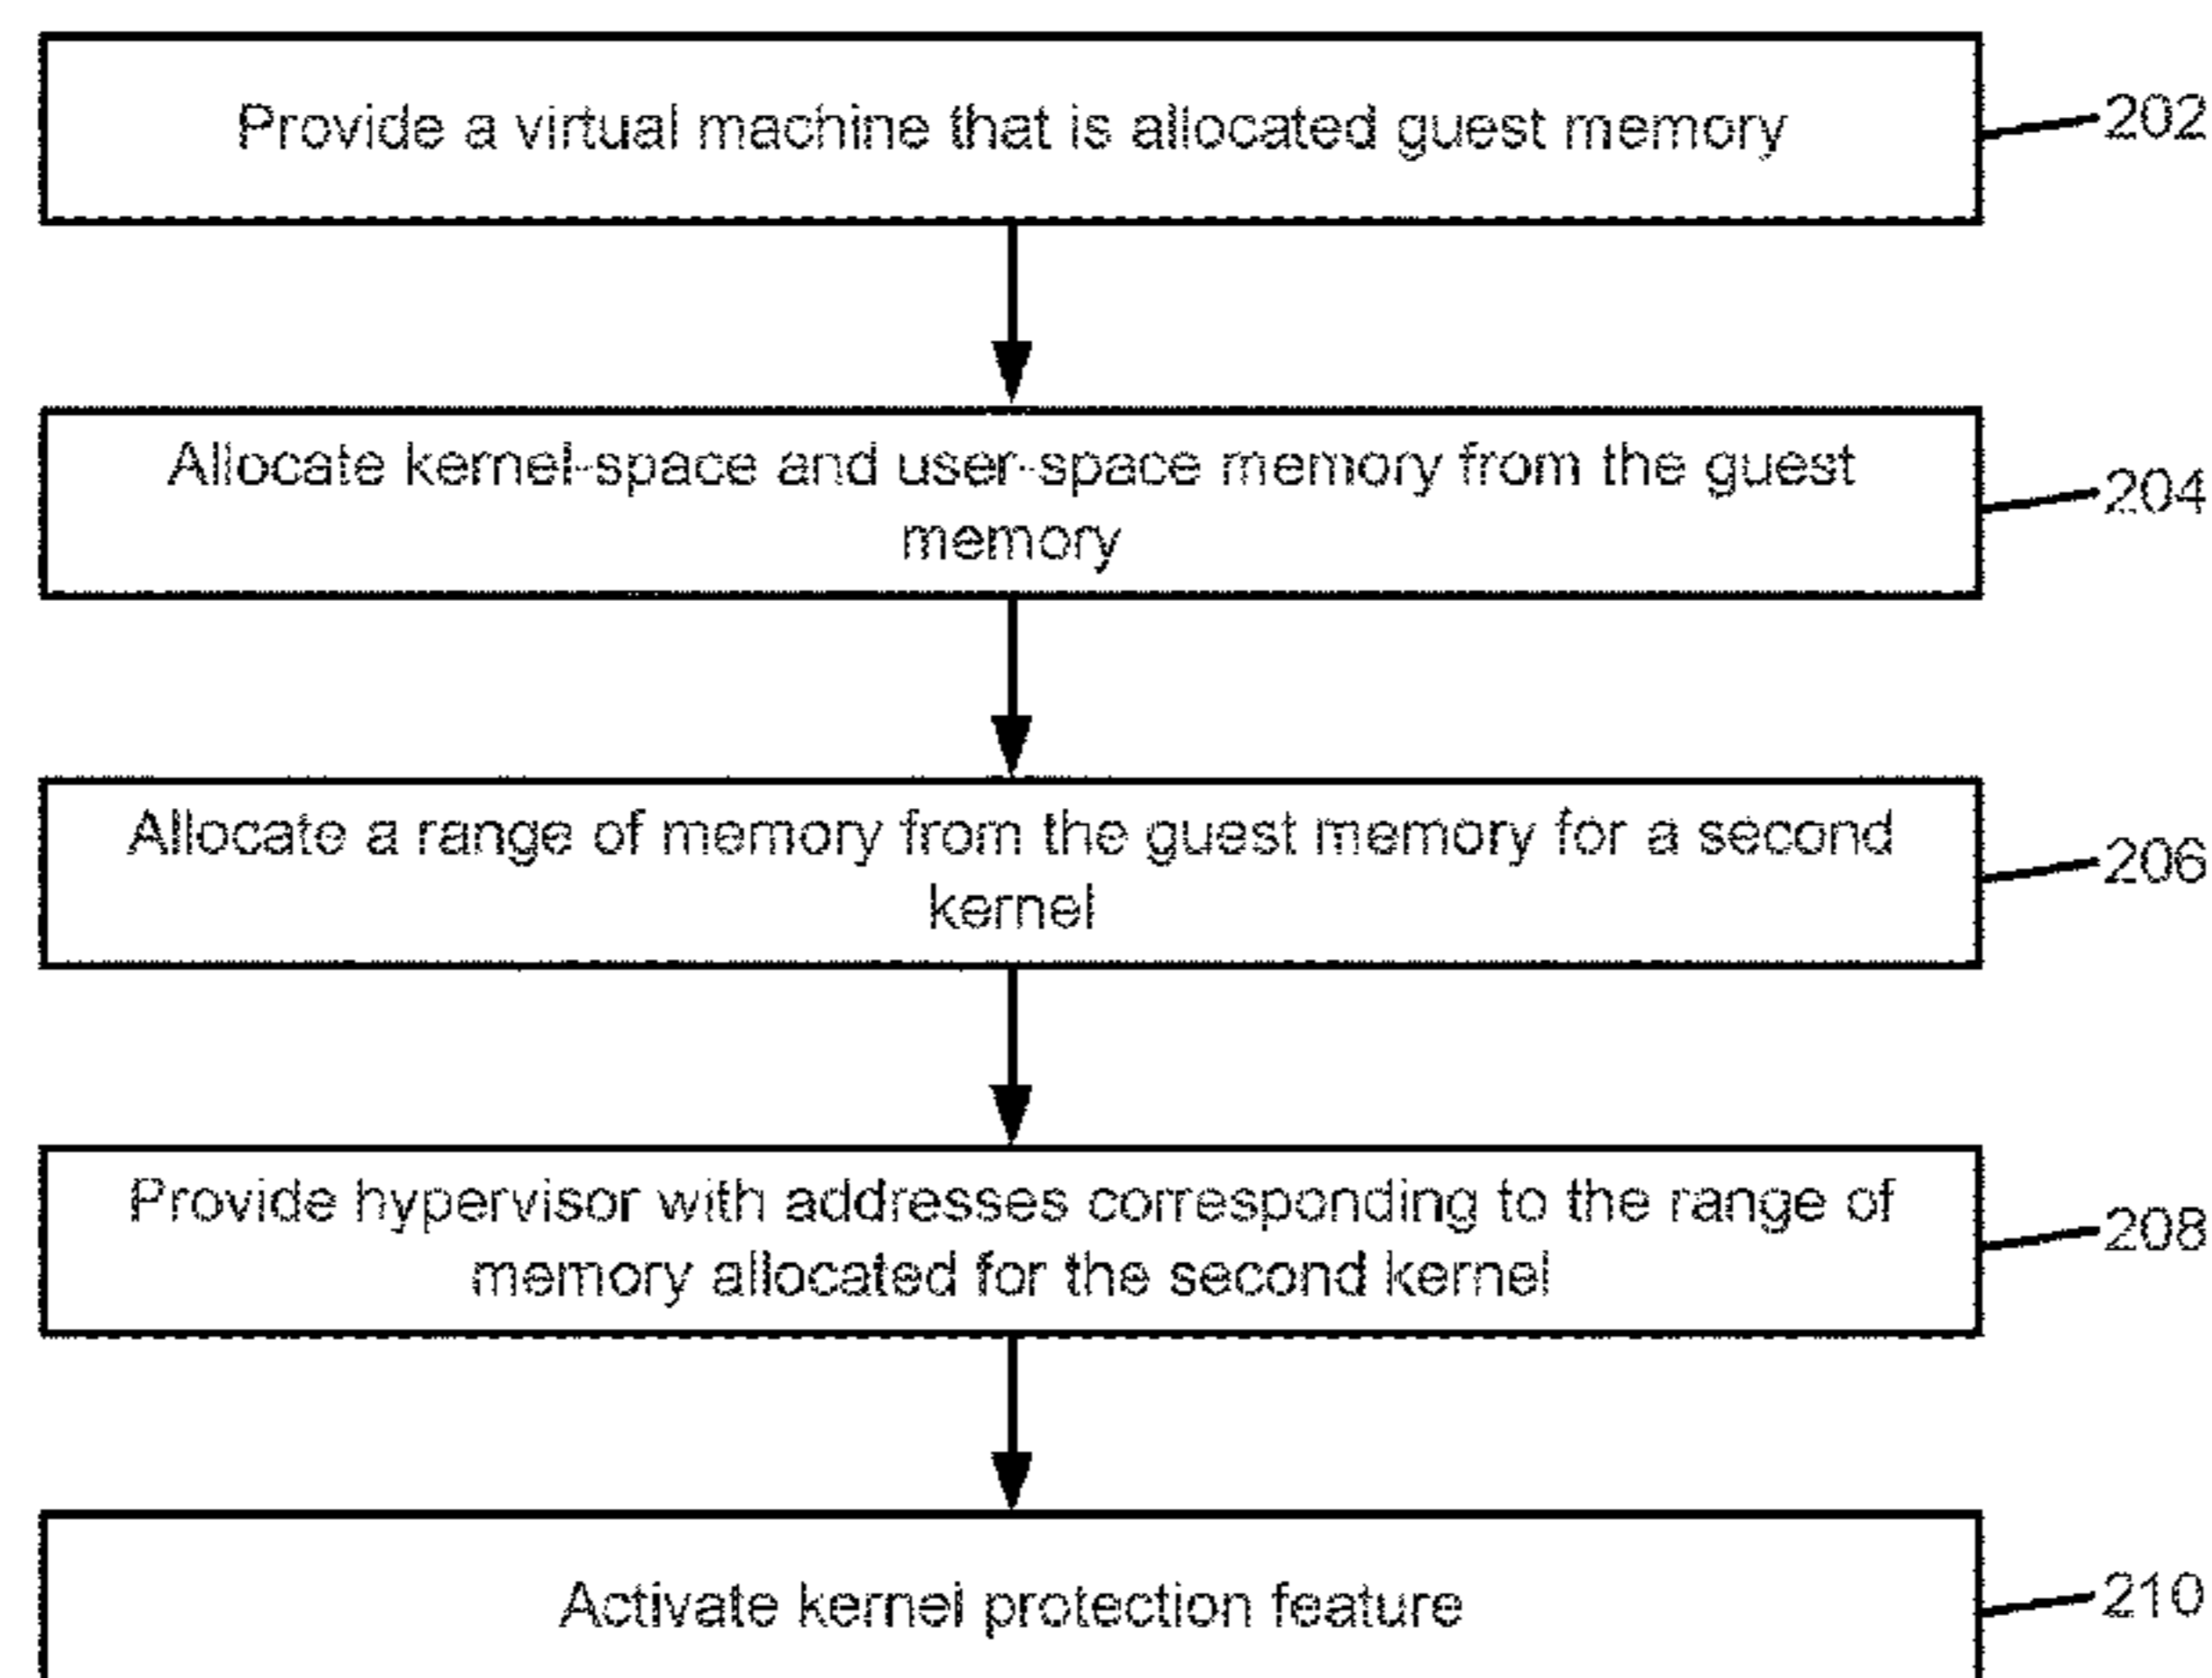 Provide a virtual machine that is allocated guest memory
202
Allocate kernel-space and user-space memory from the guest
memory
204
Allocate a range of memory from the guest memory for a second
kernel
206
Provide hypervisor with addresses corresponding to the range of
memory allocated for the second kernel
208
Activate kernel protection feature
210